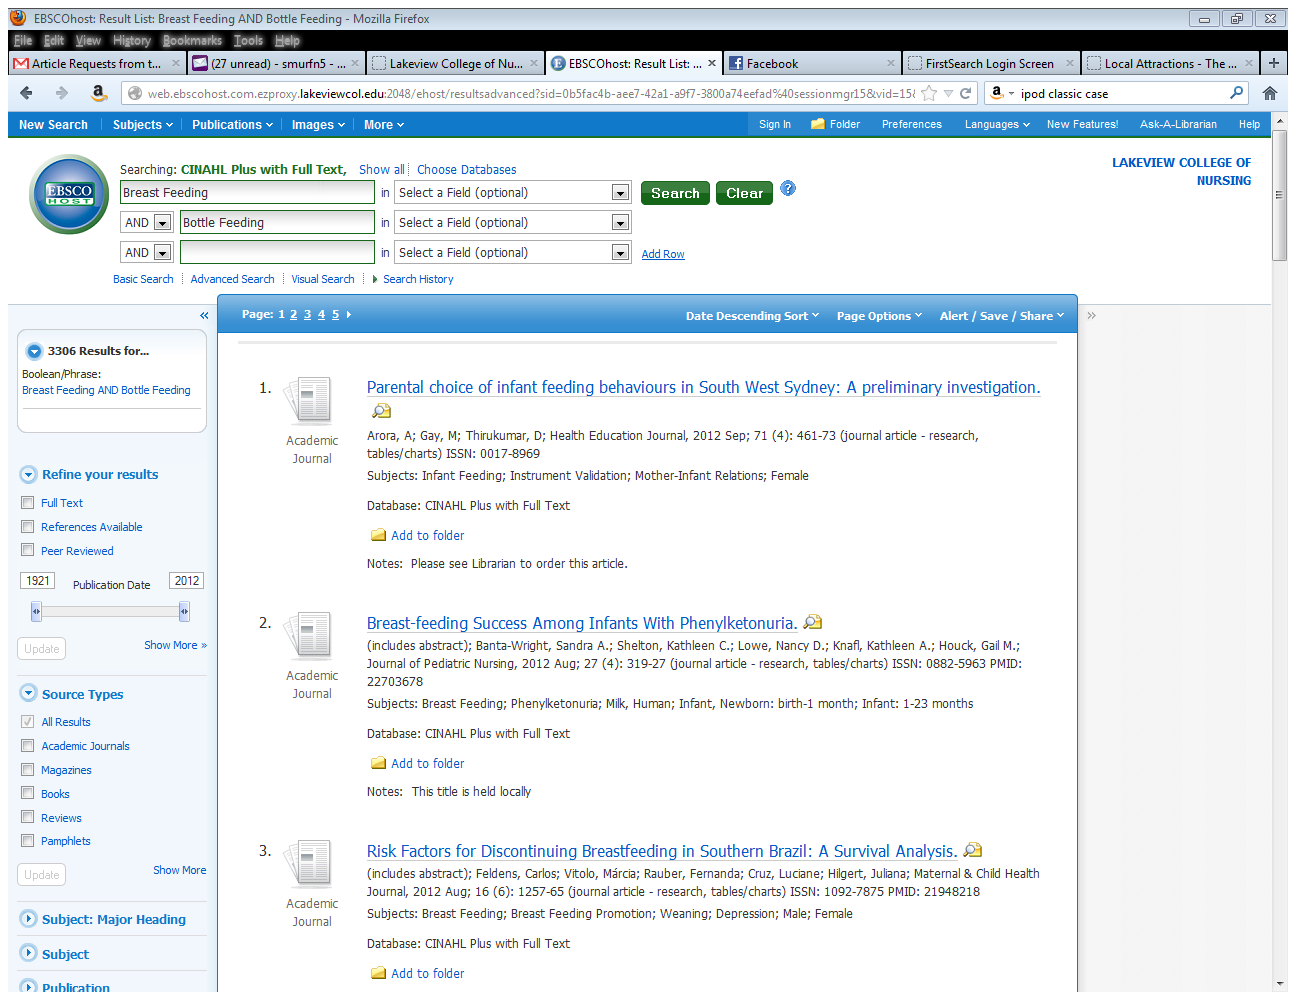 EBSCOhost: Result List: Breast Feeding AND Bottle Feeding - Mozilla Firefox
File Edit View History Bookmarks Tools Help
Article Requests from t... (27 unread) - smurfn5 - ... Lakeview College of Nu... EBSCOhost: Result List: ... Facebook FirstSearch Login Screen Local Attractions - The ...
web.ebscohost.com.ezproxy.lakeviewcol.edu:2048/ehost/resultsadvanced?sid=0b5fac4b-aee7-42a1-a9f7-3800a74eefad%40sessionmgr15&vid=15& ipod classic case
New Search Subjects Publications Images More Sign In Folder Preferences Languages New Features! Ask-A-Librarian Help
Searching: CINAHL Plus with Full Text, Show all Choose Databases
LAKEVIEW COLLEGE OF
NURSING
EBSCO
HOST
Breast Feeding in Select a Field (optional) Search Clear ?
AND Bottle Feeding in Select a Field (optional)
AND in Select a Field (optional) Add Row
Basic Search Advanced Search Visual Search Search History
Page: 1 2 3 4 5 Date Descending Sort Page Options Alert / Save / Share
3306 Results for...
Boolean/Phrase:
Breast Feeding AND Bottle Feeding
Refine your results
Full Text
References Available
Peer Reviewed
1921 Publication Date 2012
Update Show More »
Source Types
All Results
Academic Journals
Magazines
Books
Reviews
Pamphlets
Update Show More
Subject: Major Heading
Subject
Publication
1. Parental choice of infant feeding behaviours in South West Sydney: A preliminary investigation.
Academic
Journal
Arora, A; Gay, M; Thirukumar, D; Health Education Journal, 2012 Sep; 71 (4): 461-73 (journal article - research,
tables/charts) ISSN: 0017-8969
Subjects: Infant Feeding; Instrument Validation; Mother-Infant Relations; Female
Database: CINAHL Plus with Full Text
Add to folder
Notes: Please see Librarian to order this article.
2. Breast-feeding Success Among Infants With Phenylketonuria.
Academic
Journal
(includes abstract); Banta-Wright, Sandra A.; Shelton, Kathleen C.; Lowe, Nancy D.; Knafl, Kathleen A.; Houck, Gail M.;
Journal of Pediatric Nursing, 2012 Aug; 27 (4): 319-27 (journal article - research, tables/charts) ISSN: 0882-5963 PMID:
22703678
Subjects: Breast Feeding; Phenylketonuria; Milk, Human; Infant, Newborn: birth-1 month; Infant: 1-23 months
Database: CINAHL Plus with Full Text
Add to folder
Notes: This title is held locally
3. Risk Factors for Discontinuing Breastfeeding in Southern Brazil: A Survival Analysis.
Academic
Journal
(includes abstract); Feldens, Carlos; Vitolo, Márcia; Rauber, Fernanda; Cruz, Luciane; Hilgert, Juliana; Maternal & Child Health
Journal, 2012 Aug; 16 (6): 1257-65 (journal article - research, tables/charts) ISSN: 1092-7875 PMID: 21948218
Subjects: Breast Feeding; Breast Feeding Promotion; Weaning; Depression; Male; Female
Database: CINAHL Plus with Full Text
Add to folder